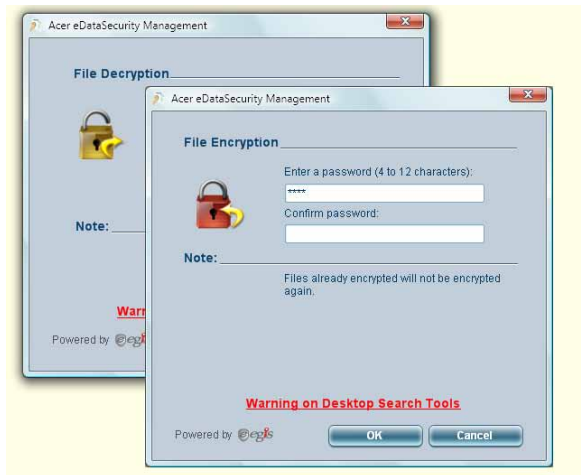 Acer eDataSecurity Management
File Decryption
Note:
Powered by egi
Acer eDataSecurity Management
File Encryption
Enter a password (4 to 12 characters):
****
Confirm password:
Note:
Files already encrypted will not be encrypted
again.
Warning on Desktop Search Tools
Powered by egis
OK
Cancel